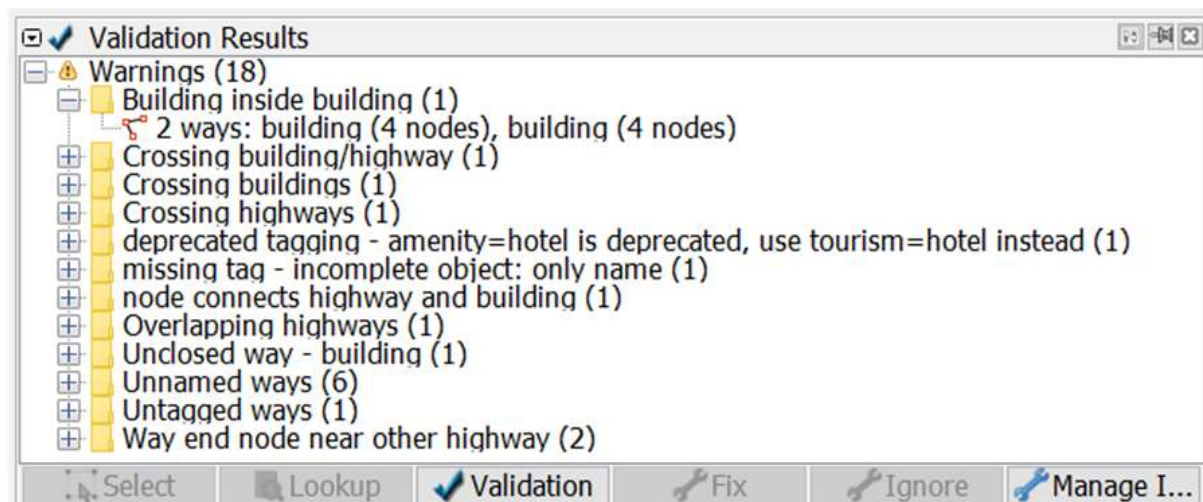 Validation Results
Warnings (18)
Building inside building (1)
2 ways: building (4 nodes), building (4 nodes)
Crossing building/highway (1)
Crossing buildings (1)
Crossing highways (1)
deprecated tagging - amenity=hotel is deprecated, use tourism=hotel instead (1)
missing tag - incomplete object: only name (1)
node connects highway and building (1)
Overlapping highways (1)
Unclosed way - building (1)
Unnamed ways (6)
Untagged ways (1)
Way end node near other highway (2)
Select Lookup Validation Fix Ignore Manage I...